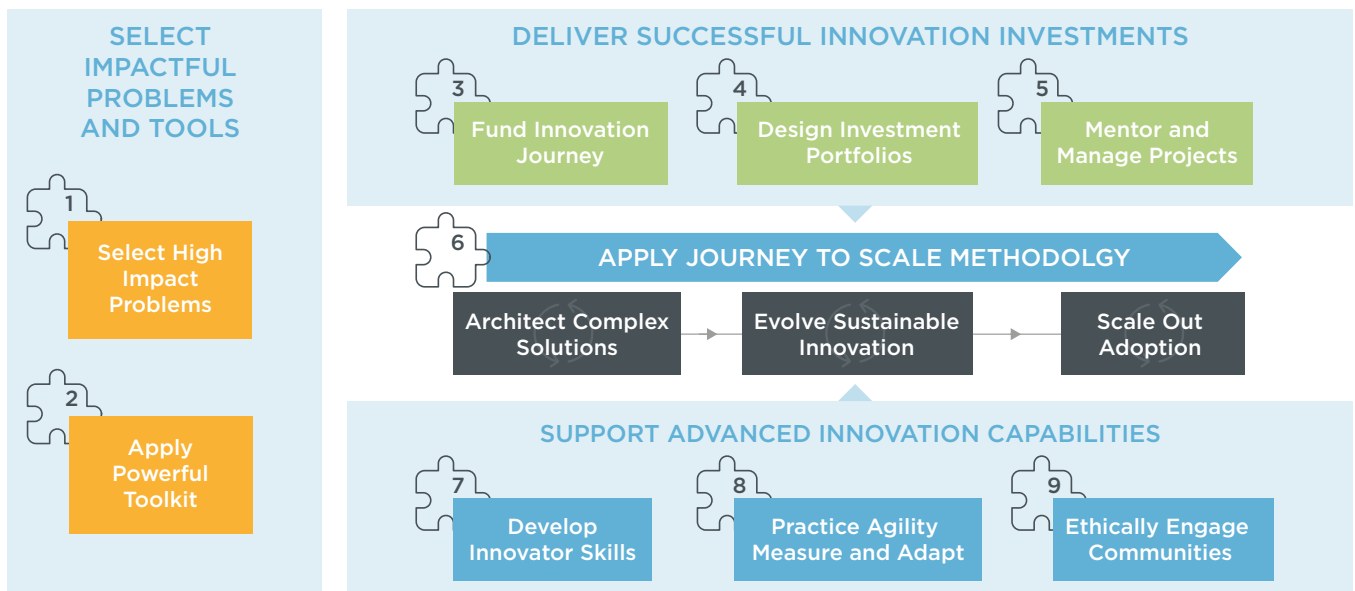 SELECT
IMPACTFUL
PROBLEMS
AND TOOLS
1
Select High
Impact
Problems
2
Apply
Powerful
Toolkit
DELIVER SUCCESSFUL INNOVATION INVESTMENTS
3
Fund Innovation
Journey
4
Design Investment
Portfolios
5
Mentor and
Manage Projects
6
APPLY JOURNEY TO SCALE METHODOLGY
Architect Complex
Solutions
Evolve Sustainable
Innovation
Scale Out
Adoption
SUPPORT ADVANCED INNOVATION CAPABILITIES
7
Develop
Innovator Skills
8
Practice Agility
Measure and Adapt
9
Ethically Engage
Communities